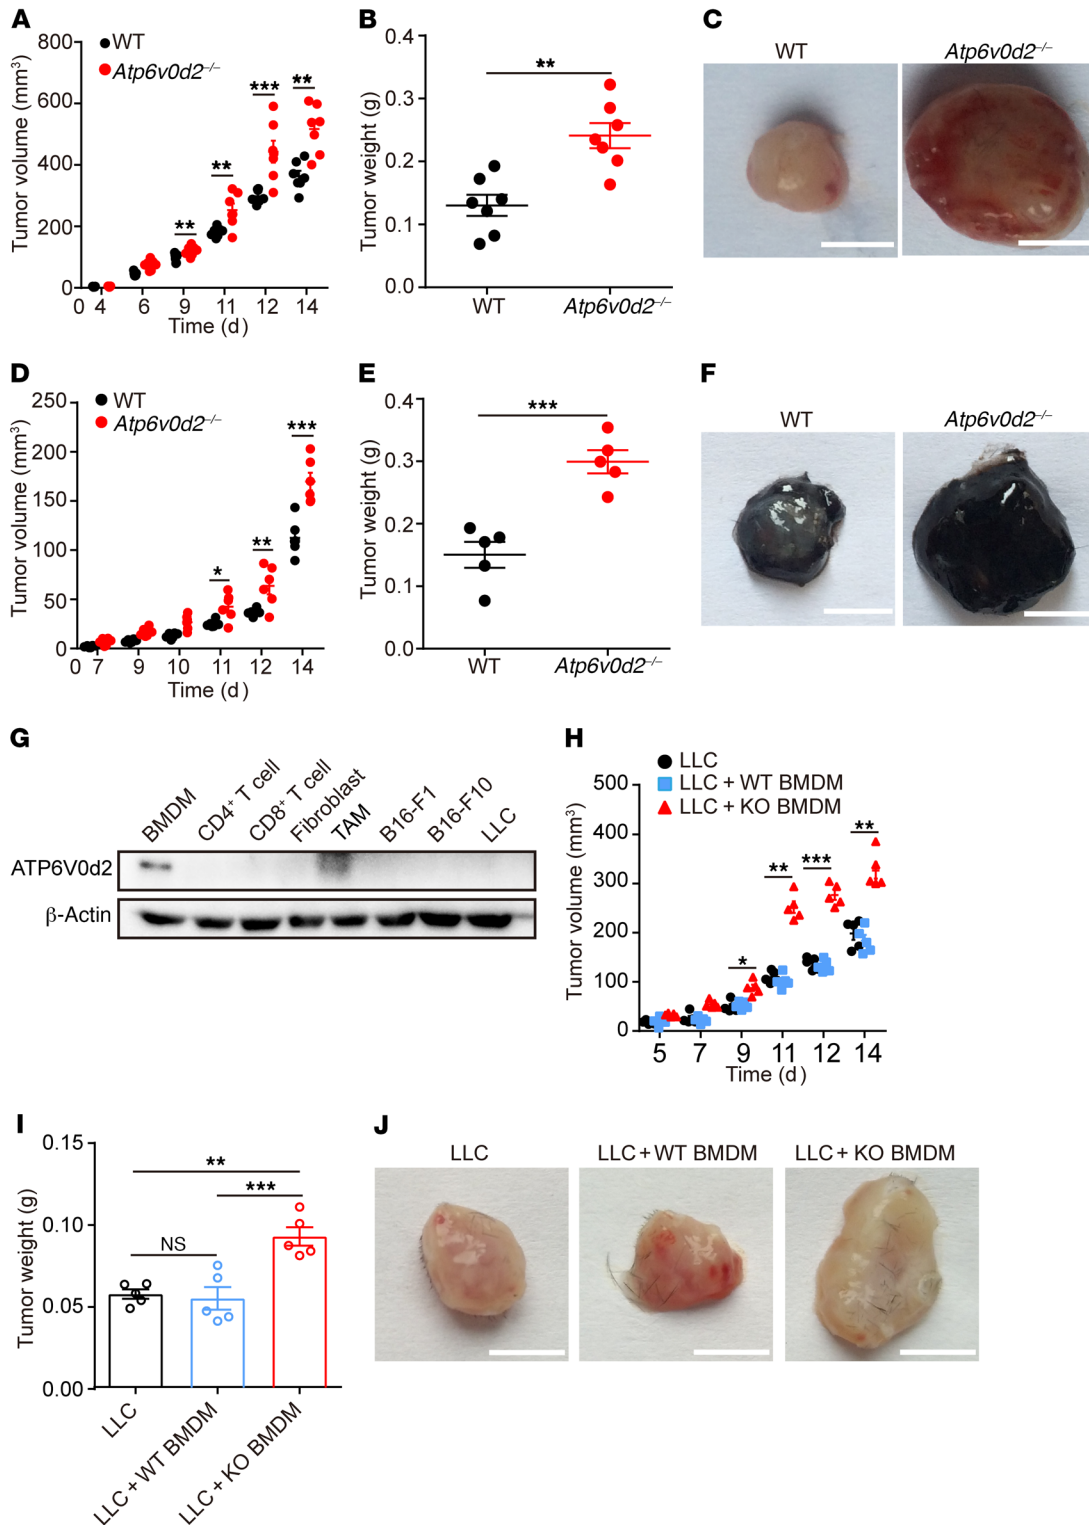 A
Tumor volume (mm³)
800
600
400
200
0
WT
Atp6v0d2⁻/⁻
**
**
***
**
0 4 6 9 11 12 14
Time (d)
B
Tumor weight (g)
0.4
0.3
0.2
0.1
0.0
**
WT Atp6v0d2⁻/⁻
C
WT Atp6v0d2⁻/⁻
D
Tumor volume (mm³)
250
200
150
100
50
0
WT
Atp6v0d2⁻/⁻
*
**
***
0 7 9 10 11 12 14
Time (d)
E
Tumor weight (g)
0.4
0.3
0.2
0.1
0.0
***
WT Atp6v0d2⁻/⁻
F
WT Atp6v0d2⁻/⁻
G
BMDM
CD4⁺ T cell
CD8⁺ T cell
Fibroblast
TAM
B16-F1
B16-F10
LLC
ATP6V0d2
β-Actin
H
LLC
LLC + WT BMDM
LLC + KO BMDM
Tumor volume (mm³)
500
400
300
200
100
0
*
**
***
**
5 7 9 11 12 14
Time (d)
I
Tumor weight (g)
0.15
0.10
0.05
0.00
**
***
NS
LLC
LLC + WT BMDM
LLC + KO BMDM
J
LLC LLC + WT BMDM LLC + KO BMDM